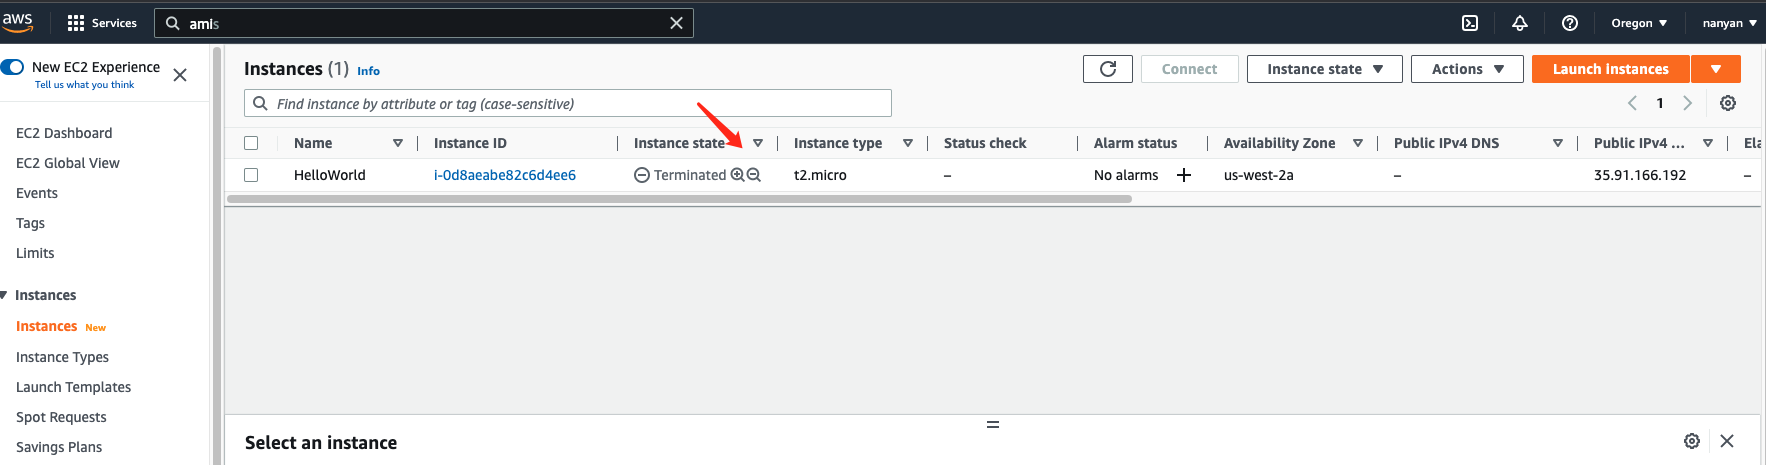 aws Services amis Oregon nanyan
New EC2 Experience
Tell us what you think
EC2 Dashboard
EC2 Global View
Events
Tags
Limits
Instances
Instances New
Instance Types
Launch Templates
Spot Requests
Savings Plans
Instances (1) Info
Connect Instance state Actions Launch instances
Find instance by attribute or tag (case-sensitive)
1
Name Instance ID Instance state Instance type Status check Alarm status Availability Zone Public IPv4 DNS Public IPv4 ... Ela
HelloWorld i-0d8aeabe82c6d4ee6 Terminated t2.micro – No alarms + us-west-2a – 35.91.166.192 –
Select an instance